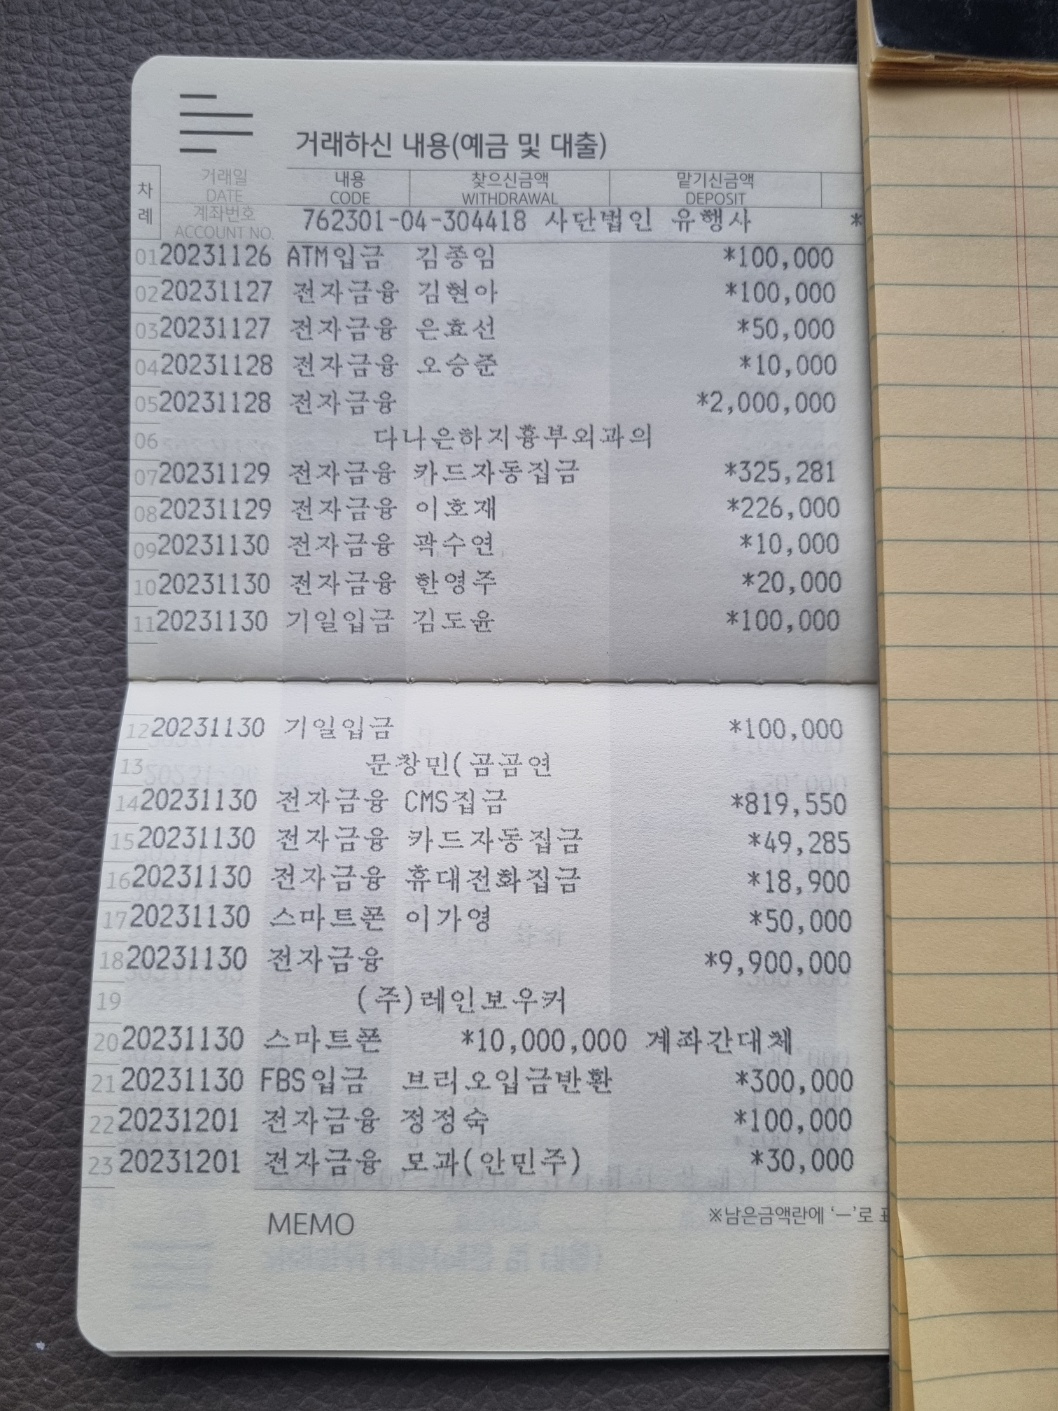 거래하신 내용(예금 및 대출)
차례 거래일 내용 찾으신금액 맡기신금액
DATE CODE WITHDRAWAL DEPOSIT
계좌번호 762301-04-304418 사단법인 유행사 *
ACCOUNT NO.
01 20231126 ATM입금 김종임 *100,000
02 20231127 전자금융 김현아 *100,000
03 20231127 전자금융 은효선 *50,000
04 20231128 전자금융 오승준 *10,000
05 20231128 전자금융 *2,000,000
06 다나은하지흉부외과의
07 20231129 전자금융 카드자동집금 *325,281
08 20231129 전자금융 이호재 *226,000
09 20231130 전자금융 곽수연 *10,000
10 20231130 전자금융 한영주 *20,000
11 20231130 기일입금 김도윤 *100,000
12 20231130 기일입금 *100,000
13 문창민(곰곰연
14 20231130 전자금융 CMS집금 *819,550
15 20231130 전자금융 카드자동집금 *49,285
16 20231130 전자금융 휴대전화집금 *18,900
17 20231130 스마트폰 이가영 *50,000
18 20231130 전자금융 *9,900,000
19 (주)레인보우커
20 20231130 스마트폰 *10,000,000 계좌간대체
21 20231130 FBS입금 브리오입금반환 *300,000
22 20231201 전자금융 정정숙 *100,000
23 20231201 전자금융 모과(안민주) *30,000
MEMO
※남은금액란에 '—'로